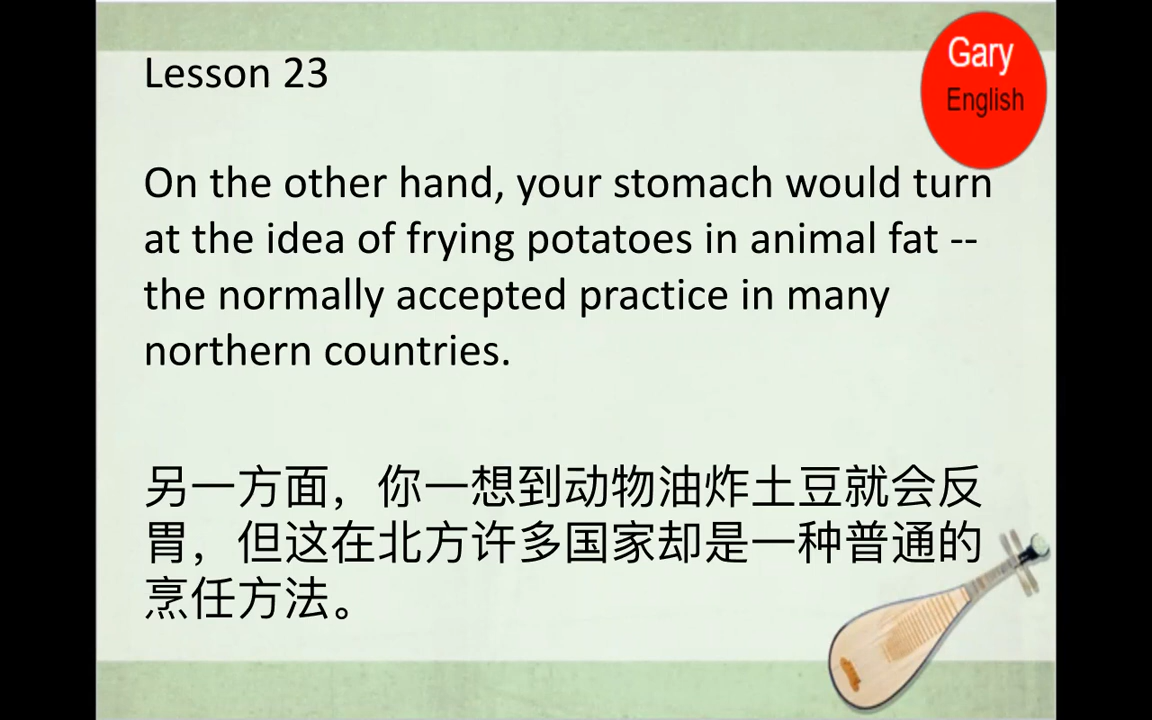 Lesson 23
Gary
English
On the other hand, your stomach would turn
at the idea of frying potatoes in animal fat --
the normally accepted practice in many
northern countries.
另一方面，你一想到动物油炸土豆就会反
胃，但这在北方许多国家却是一种普通的
烹任方法。